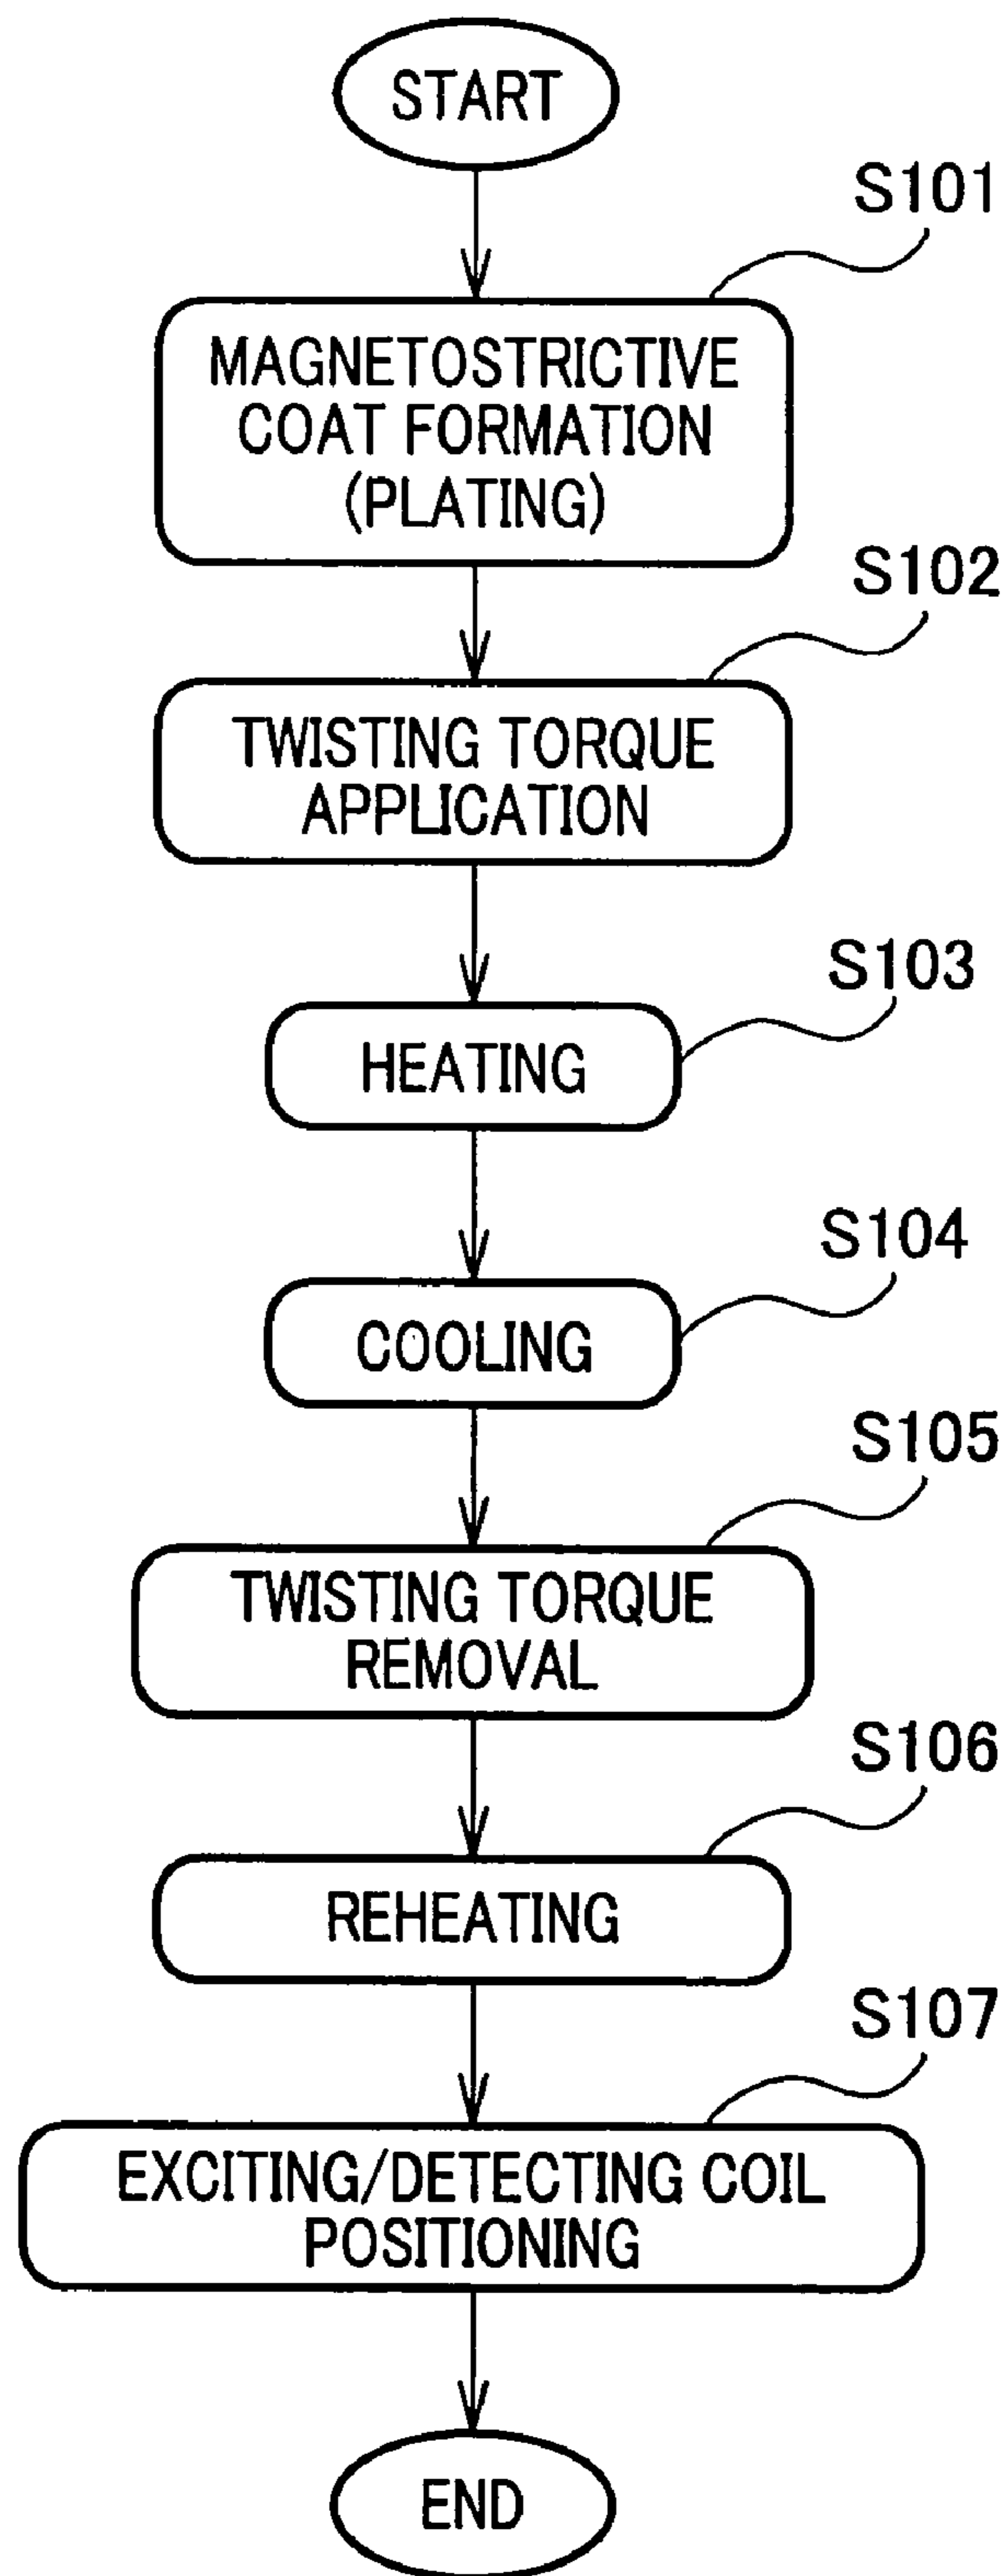 START
S101
MAGNETOSTRICTIVE
COAT FORMATION
(PLATING)
S102
TWISTING TORQUE
APPLICATION
S103
HEATING
S104
COOLING
S105
TWISTING TORQUE
REMOVAL
S106
REHEATING
S107
EXCITING/DETECTING COIL
POSITIONING
END